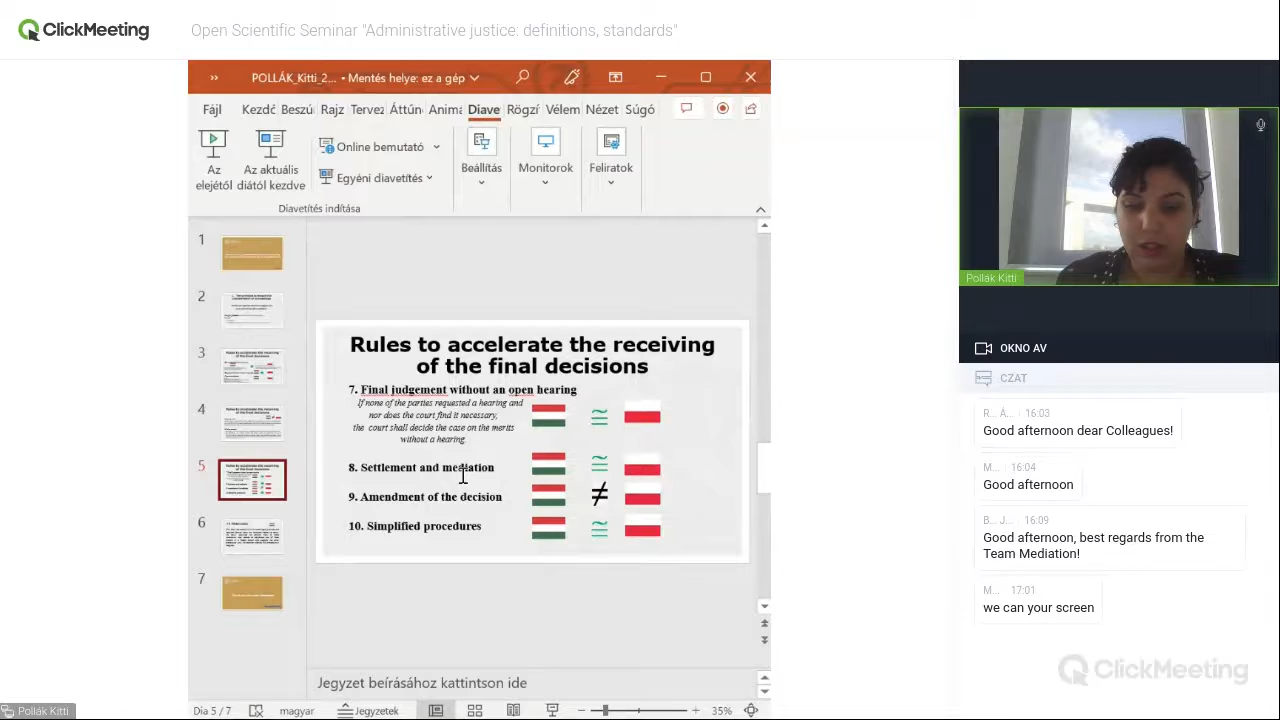 ClickMeeting
Open Scientific Seminar "Administrative justice: definitions, standards"
POLLÁK_Kitti_2... • Mentés helye: ez a gép
Fájl Kezdő Beszú Rajz Tervez Áttűn Anima Diave Rögzí Vélem Nézet Súgó
Az elejétől
Az aktuális diától kezdve
Online bemutató
Egyéni diavetítés
Beállítás
Monitorok
Feliratok
Diavetítés indítása
1
2
3
4
5
6
7
Rules to accelerate the receiving
of the final decisions
7. Final judgement without an open hearing
If none of the parties requested a hearing and
nor does the court find it necessary,
the court shall decide the case on the merits
without a hearing.
≅
8. Settlement and mediation
≅
9. Amendment of the decision
≠
10. Simplified procedures
≅
Jegyzet beírásához kattintson ide
Dia 5 / 7 magyar Jegyzetek 35%
Pollák Kitti
Pollák Kitti
OKNO AV
CZAT
R... Á... | 16:03
Good afternoon dear Colleagues!
M... | 16:04
Good afternoon
B... J... | 16:09
Good afternoon, best regards from the
Team Mediation!
M... | 17:01
we can your screen
ClickMeeting